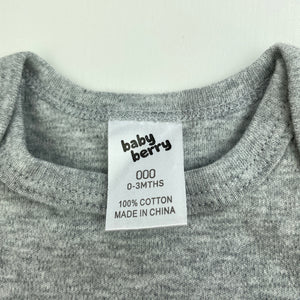 baby
berry
000
0-3MTHS
100% COTTON
MADE IN CHINA